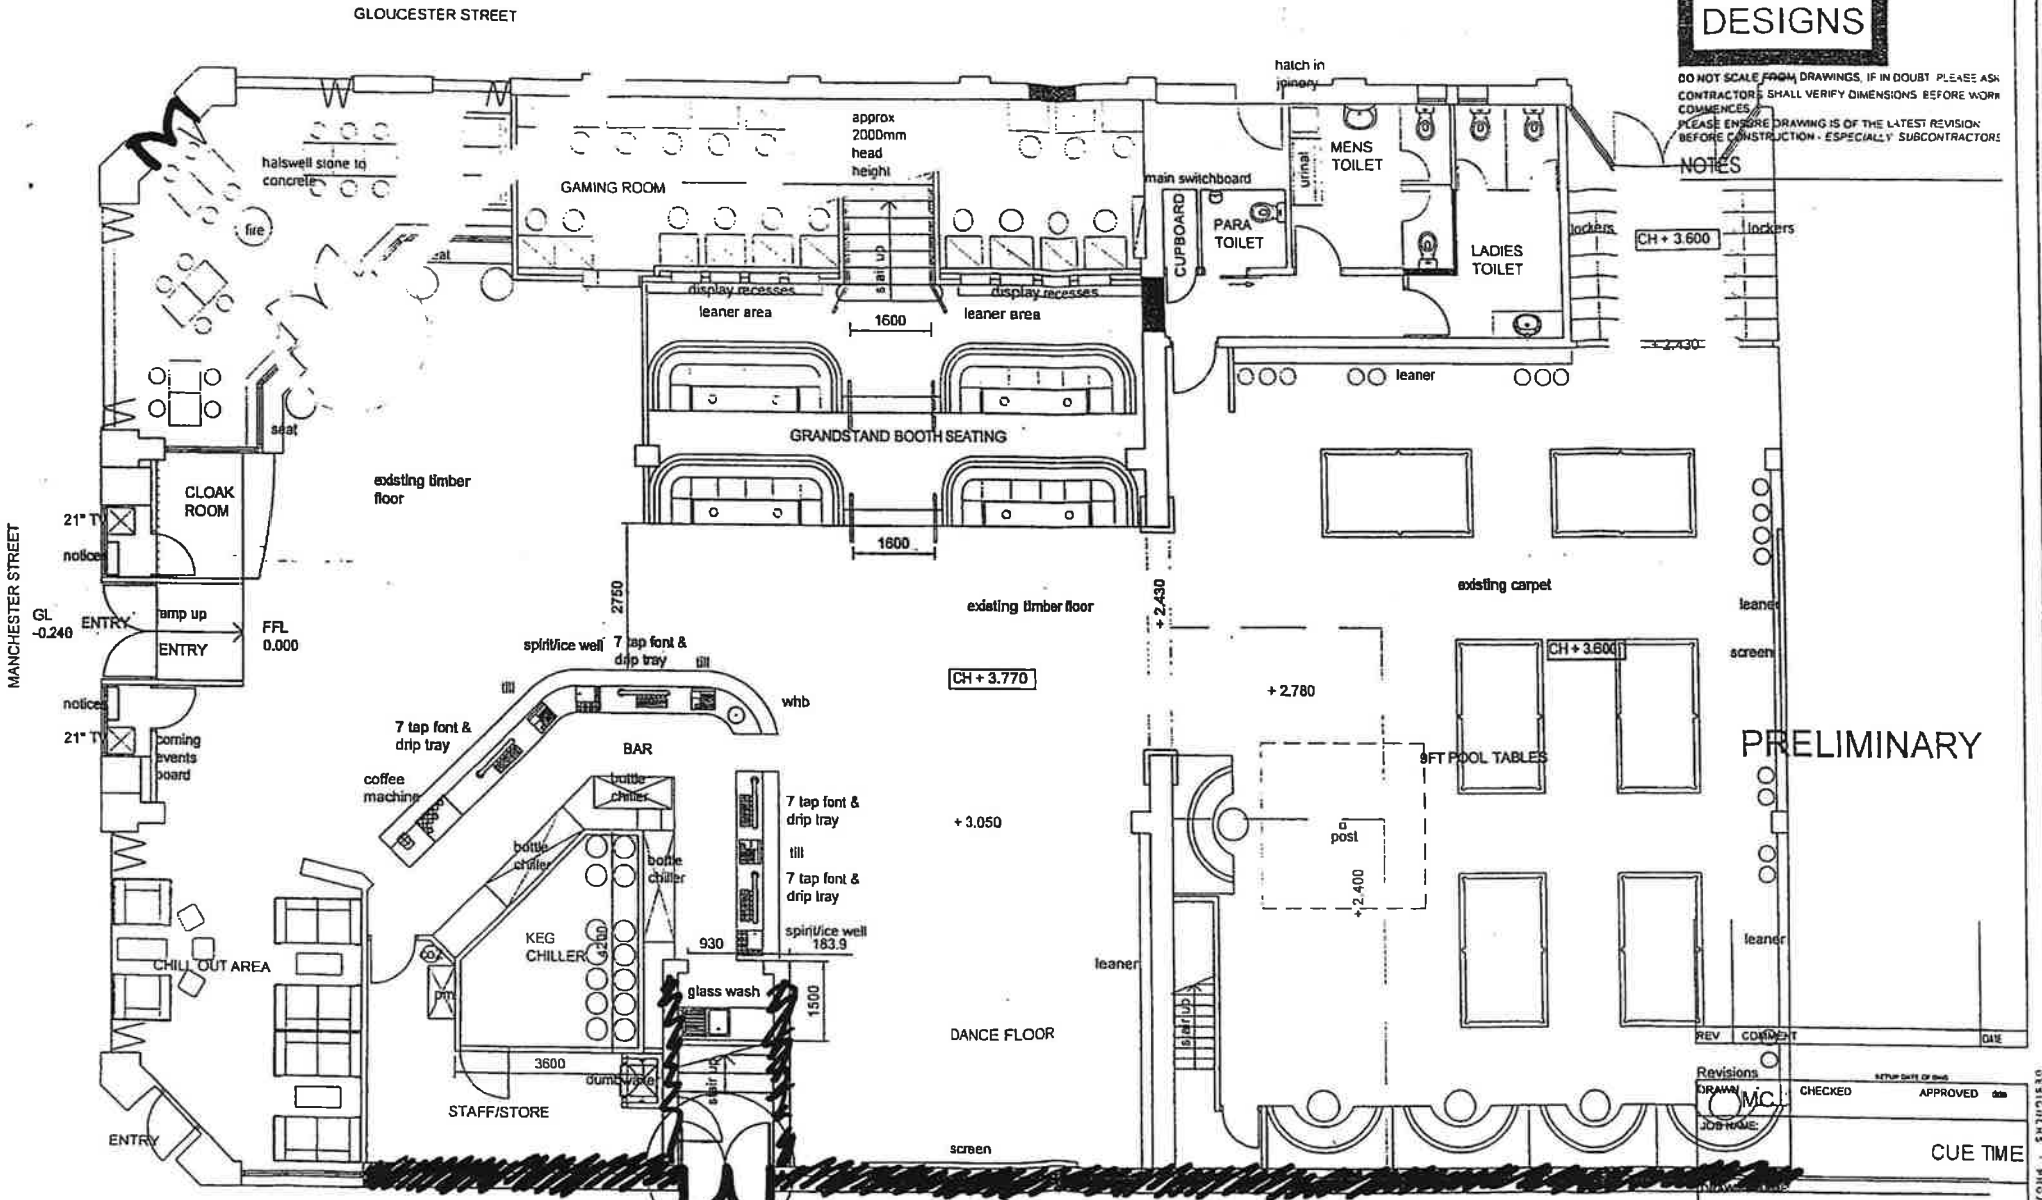 GLOUCESTER STREET
DESIGNS
DO NOT SCALE FROM DRAWINGS, IF IN DOUBT PLEASE ASK
CONTRACTORS SHALL VERIFY DIMENSIONS BEFORE WORK
COMMENCES
PLEASE ENSURE DRAWING IS OF THE LATEST REVISION
BEFORE CONSTRUCTION - ESPECIALLY SUBCONTRACTORS
NOTES
hatch in
joinery
halswell stone to
concrete
fire
GAMING ROOM
approx
2000mm
head
height
stair up
main switchboard
CUPBOARD
PARA
TOILET
urinal
MENS
TOILET
LADIES
TOILET
lockers
CH + 3.600
lockers
display recesses
leaner area
1600
display recesses
leaner area
+ 2.430
leaner
seat
GRANDSTAND BOOTH SEATING
1600
existing timber
floor
CLOAK
ROOM
21" TV
notices
MANCHESTER STREET
GL
-0.240
ENTRY
ENTRY
FFL
0.000
notices
21" TV
2750
existing timber floor
+ 2.430
existing carpet
leaner
screen
spirit/ice well
7 tap font &
drip tray
till
till
whb
CH + 3.770
+ 2.780
CH + 3.600
PRELIMINARY
7 tap font &
drip tray
BAR
coffee
machine
bottle
chiller
bottle
chiller
bottle
chiller
7 tap font &
drip tray
till
7 tap font &
drip tray
spirit/ice well
930
183.9
+ 3.050
9FT POOL TABLES
post
+ 2.400
leaner
leaner
CHILL OUT AREA
co2
KEG
CHILLER
4200
glass wash
1500
stair up
DANCE FLOOR
stair up
3600
STAFF/STORE
ENTRY
screen
REV
COMMENT
DATE
Revisions
DRAWN
MC
CHECKED
APPROVED
JOB NAME:
CUE TIME